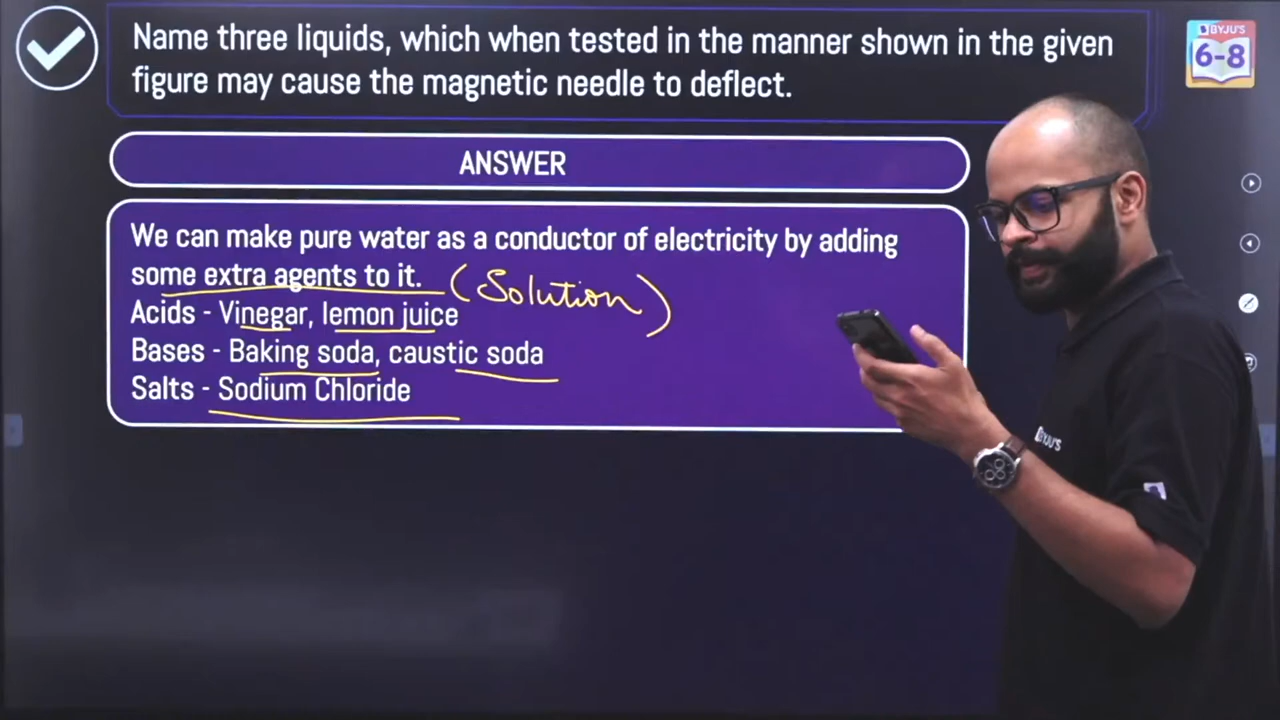 Name three liquids, which when tested in the manner shown in the given
figure may cause the magnetic needle to deflect.
BYJU'S
6-8
ANSWER
We can make pure water as a conductor of electricity by adding
some extra agents to it. (Solution)
Acids - Vinegar, lemon juice
Bases - Baking soda, caustic soda
Salts - Sodium Chloride
BYJU'S